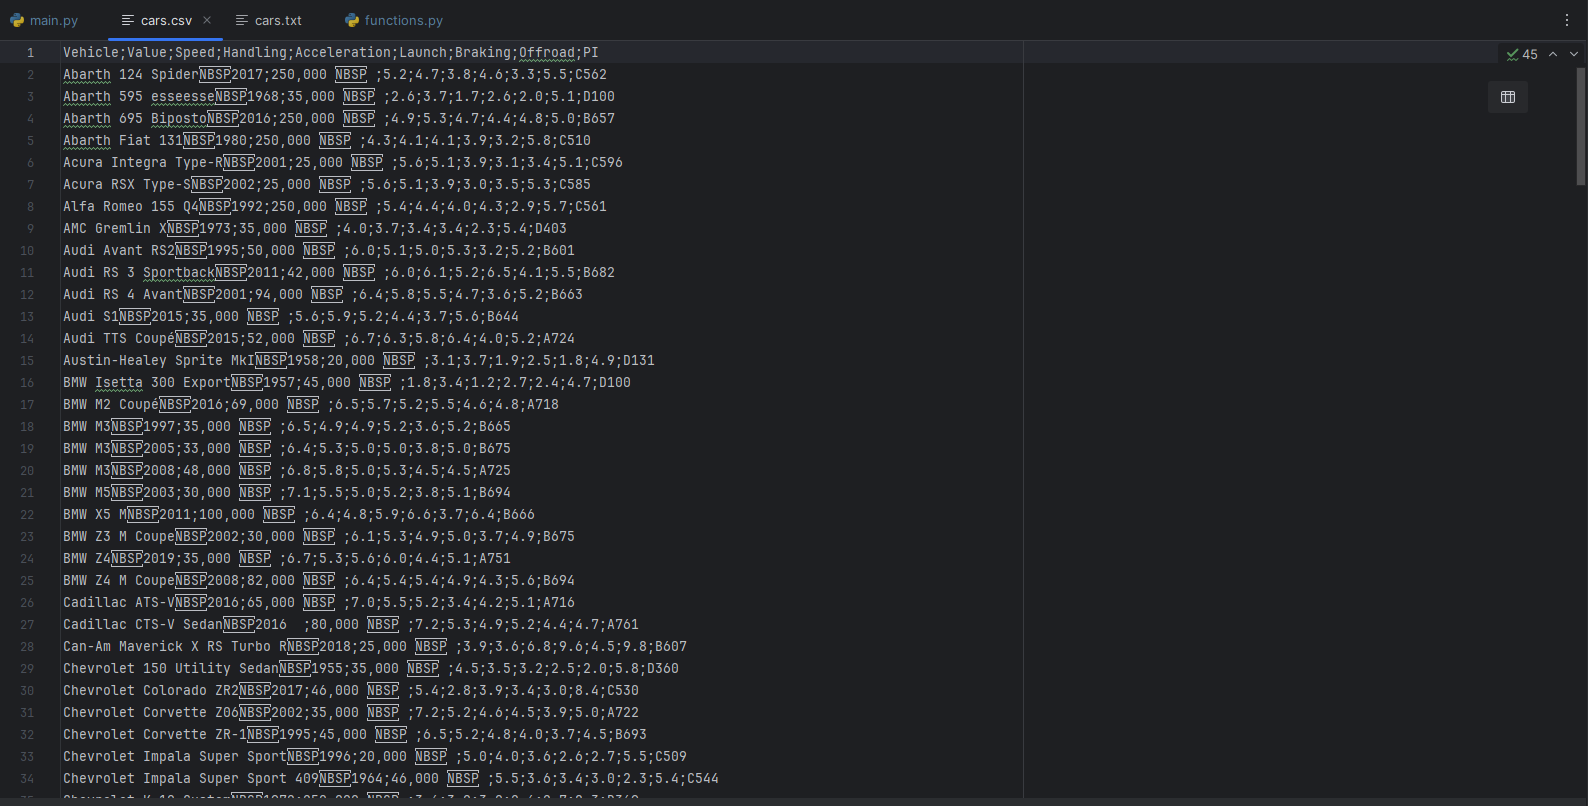 main.py cars.csv cars.txt functions.py
45
1 Vehicle;Value;Speed;Handling;Acceleration;Launch;Braking;Offroad;PI
2 Abarth 124 SpiderNBSP2017;250,000 NBSP ;5.2;4.7;3.8;4.6;3.3;5.5;C562
3 Abarth 595 esseesseNBSP1968;35,000 NBSP ;2.6;3.7;1.7;2.6;2.0;5.1;D100
4 Abarth 695 BipostoNBSP2016;250,000 NBSP ;4.9;5.3;4.7;4.4;4.8;5.0;B657
5 Abarth Fiat 131NBSP1980;250,000 NBSP ;4.3;4.1;4.1;3.9;3.2;5.8;C510
6 Acura Integra Type-RNBSP2001;25,000 NBSP ;5.6;5.1;3.9;3.1;3.4;5.1;C596
7 Acura RSX Type-SNBSP2002;25,000 NBSP ;5.6;5.1;3.9;3.0;3.5;5.3;C585
8 Alfa Romeo 155 Q4NBSP1992;250,000 NBSP ;5.4;4.4;4.0;4.3;2.9;5.7;C561
9 AMC Gremlin XNBSP1973;35,000 NBSP ;4.0;3.7;3.4;3.4;2.3;5.4;D403
10 Audi Avant RS2NBSP1995;50,000 NBSP ;6.0;5.1;5.0;5.3;3.2;5.2;B601
11 Audi RS 3 SportbackNBSP2011;42,000 NBSP ;6.0;6.1;5.2;6.5;4.1;5.5;B682
12 Audi RS 4 AvantNBSP2001;94,000 NBSP ;6.4;5.8;5.5;4.7;3.6;5.2;B663
13 Audi S1NBSP2015;35,000 NBSP ;5.6;5.9;5.2;4.4;3.7;5.6;B644
14 Audi TTS CoupéNBSP2015;52,000 NBSP ;6.7;6.3;5.8;6.4;4.0;5.2;A724
15 Austin-Healey Sprite MkINBSP1958;20,000 NBSP ;3.1;3.7;1.9;2.5;1.8;4.9;D131
16 BMW Isetta 300 ExportNBSP1957;45,000 NBSP ;1.8;3.4;1.2;2.7;2.4;4.7;D100
17 BMW M2 CoupéNBSP2016;69,000 NBSP ;6.5;5.7;5.2;5.5;4.6;4.8;A718
18 BMW M3NBSP1997;35,000 NBSP ;6.5;4.9;4.9;5.2;3.6;5.2;B665
19 BMW M3NBSP2005;33,000 NBSP ;6.4;5.3;5.0;5.0;3.8;5.0;B675
20 BMW M3NBSP2008;48,000 NBSP ;6.8;5.8;5.0;5.3;4.5;4.5;A725
21 BMW M5NBSP2003;30,000 NBSP ;7.1;5.5;5.0;5.2;3.8;5.1;B694
22 BMW X5 MNBSP2011;100,000 NBSP ;6.4;4.8;5.9;6.6;3.7;6.4;B666
23 BMW Z3 M CoupeNBSP2002;30,000 NBSP ;6.1;5.3;4.9;5.0;3.7;4.9;B675
24 BMW Z4NBSP2019;35,000 NBSP ;6.7;5.3;5.6;6.0;4.4;5.1;A751
25 BMW Z4 M CoupeNBSP2008;82,000 NBSP ;6.4;5.4;5.4;4.9;4.3;5.6;B694
26 Cadillac ATS-VNBSP2016;65,000 NBSP ;7.0;5.5;5.2;3.4;4.2;5.1;A716
27 Cadillac CTS-V SedanNBSP2016  ;80,000 NBSP ;7.2;5.3;4.9;5.2;4.4;4.7;A761
28 Can-Am Maverick X RS Turbo RNBSP2018;25,000 NBSP ;3.9;3.6;6.8;9.6;4.5;9.8;B607
29 Chevrolet 150 Utility SedanNBSP1955;35,000 NBSP ;4.5;3.5;3.2;2.5;2.0;5.8;D360
30 Chevrolet Colorado ZR2NBSP2017;46,000 NBSP ;5.4;2.8;3.9;3.4;3.0;8.4;C530
31 Chevrolet Corvette Z06NBSP2002;35,000 NBSP ;7.2;5.2;4.6;4.5;3.9;5.0;A722
32 Chevrolet Corvette ZR-1NBSP1995;45,000 NBSP ;6.5;5.2;4.8;4.0;3.7;4.5;B693
33 Chevrolet Impala Super SportNBSP1996;20,000 NBSP ;5.0;4.0;3.6;2.6;2.7;5.5;C509
34 Chevrolet Impala Super Sport 409NBSP1964;46,000 NBSP ;5.5;3.6;3.4;3.0;2.3;5.4;C544